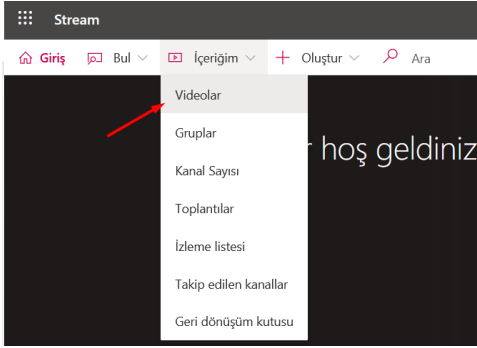 Stream
Giriş Bul İçeriğim Oluştur Ara
Videolar
Gruplar
hoş geldiniz
Kanal Sayısı
Toplantılar
İzleme listesi
Takip edilen kanallar
Geri dönüşüm kutusu